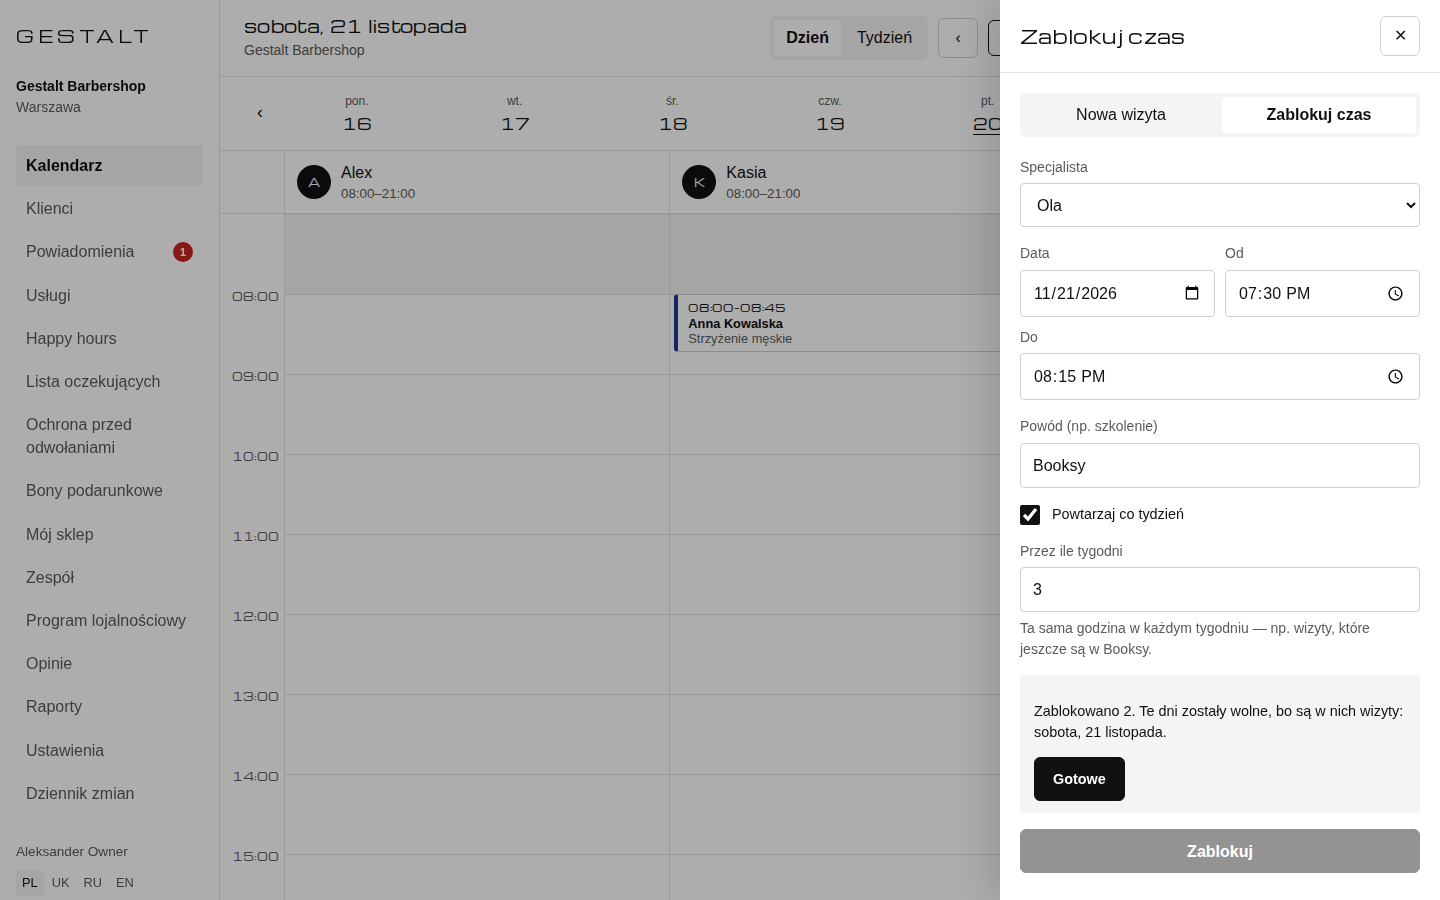 GESTALT
Gestalt Barbershop
Warszawa
Kalendarz
Klienci
Powiadomienia 1
Usługi
Happy hours
Lista oczekujących
Ochrona przed
odwołaniami
Bony podarunkowe
Mój sklep
Zespół
Program lojalnościowy
Opinie
Raporty
Ustawienia
Dziennik zmian
Aleksander Owner
PL UK RU EN
sobota, 21 listopada
Gestalt Barbershop
Dzień Tydzień ‹
‹ pon. wt. śr. czw. pt.
16 17 18 19 20
A Alex
08:00–21:00
K Kasia
08:00–21:00
08:00
08:00-08:45
Anna Kowalska
Strzyżenie męskie
09:00
10:00
11:00
12:00
13:00
14:00
15:00
Zablokuj czas ×
Nowa wizyta Zablokuj czas
Specjalista
Ola
Data Od
11/21/2026 07:30 PM
Do
08:15 PM
Powód (np. szkolenie)
Booksy
Powtarzaj co tydzień
Przez ile tygodni
3
Ta sama godzina w każdym tygodniu — np. wizyty, które
jeszcze są w Booksy.
Zablokowano 2. Te dni zostały wolne, bo są w nich wizyty:
sobota, 21 listopada.
Gotowe
Zablokuj